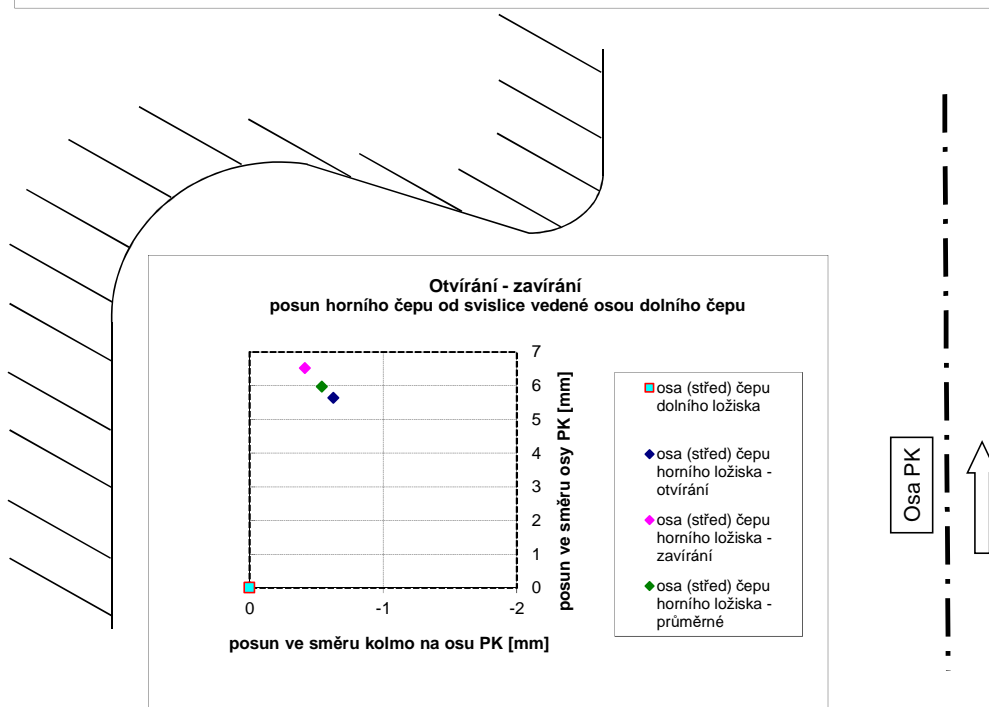 Otvírání - zavírání
posun horního čepu od svislice vedené osou dolního čepu
7
6
5
4
3
2
1
0
posun ve směru osy PK [mm]
0
-1
-2
posun ve směru kolmo na osu PK [mm]
osa (střed) čepu
dolního ložiska
osa (střed) čepu
horního ložiska -
otvírání
osa (střed) čepu
horního ložiska -
zavírání
osa (střed) čepu
horního ložiska -
průměrné
Osa PK